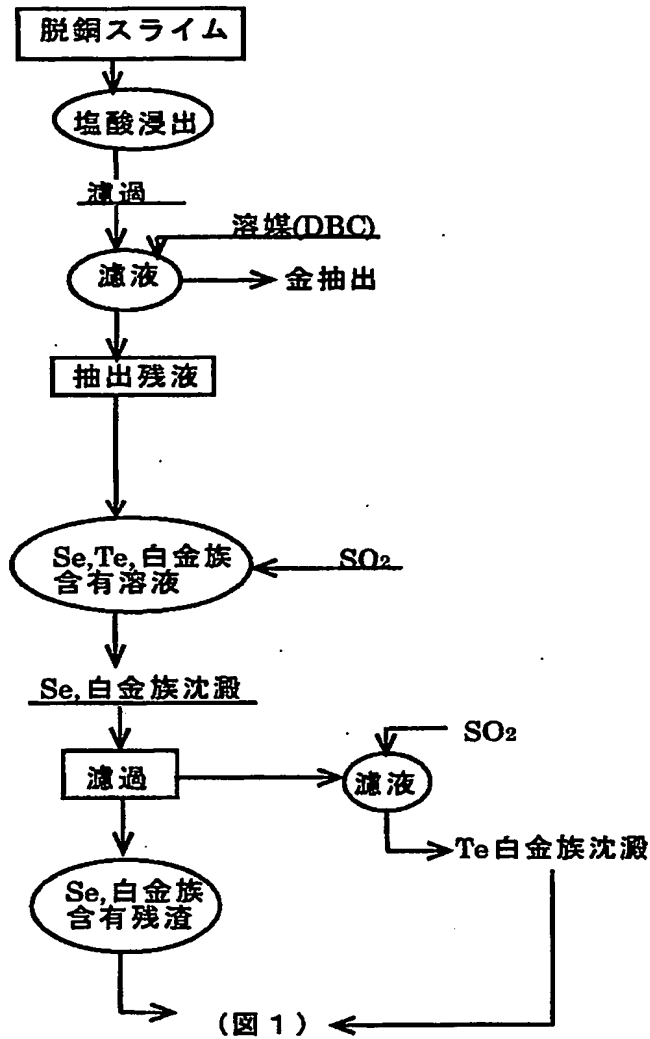 脱銅スライム
塩酸浸出
濾過
溶媒(DBC)
濾液
金抽出
抽出残液
Se,Te,白金族
含有溶液
SO₂
Se,白金族沈澱
SO₂
濾過
濾液
Te白金族沈澱
Se,白金族
含有残渣
(図1)